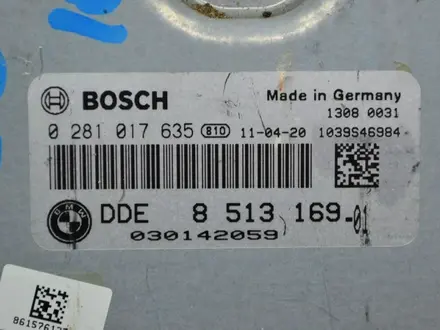 BOSCH Made in Germany
1308 0031
0 281 017 635 810 11-04-20 1039S46984
BMW
DDE 8 513 169-01
030142059